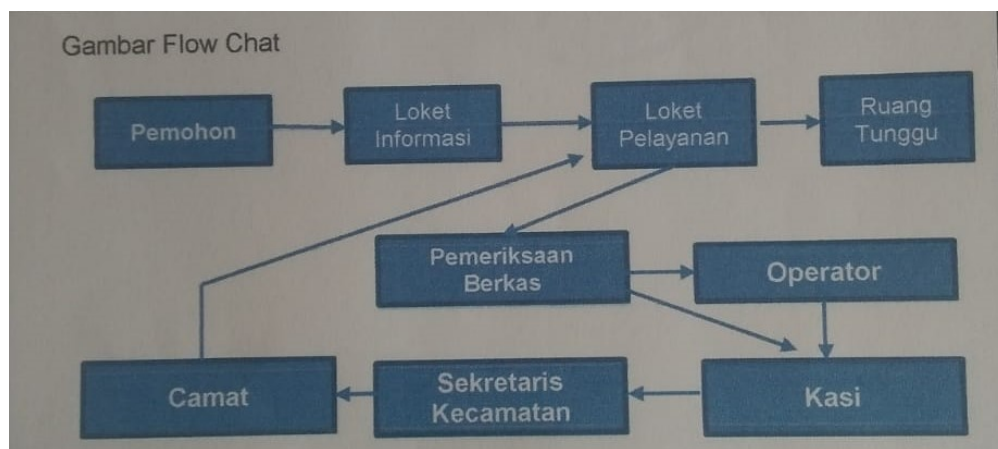 Gambar Flow Chat
Pemohon
Loket
Informasi
Loket
Pelayanan
Ruang
Tunggu
Pemeriksaan
Berkas
Operator
Camat
Sekretaris
Kecamatan
Kasi